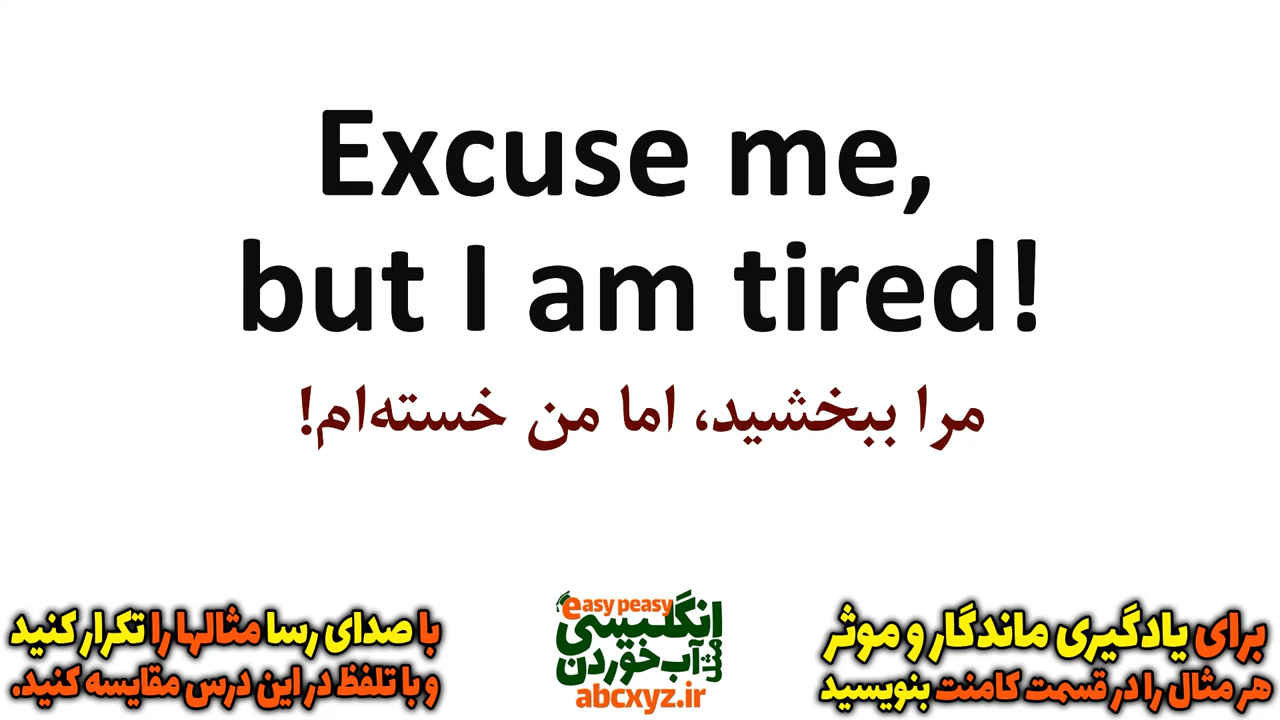 Excuse me,
but I am tired!
مرا ببخشید، اما من خسته‌ام!
برای یادگیری ماندگار و موثر
هر مثال را در قسمت کامنت بنویسید
easy peasy
انگلیسی
مثل آب خوردن
abcxyz.ir
با صدای رسا مثالها را تکرار کنید
و با تلفظ در این درس مقایسه کنید.